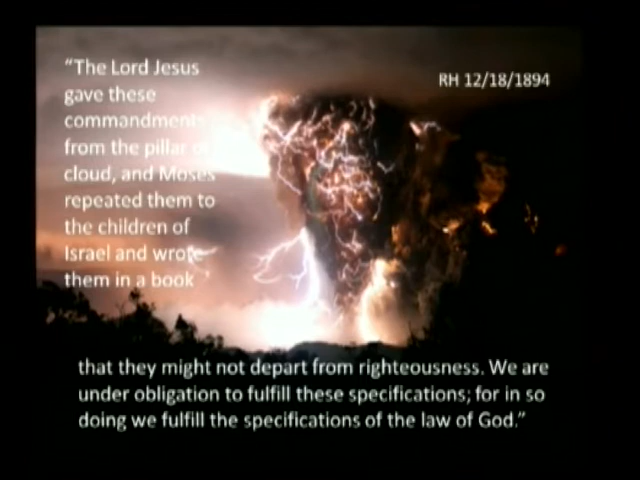 “The Lord Jesus
gave these
commandments
from the pillar of
cloud, and Moses
repeated them to
the children of
Israel and wrote
them in a book
RH 12/18/1894
that they might not depart from righteousness. We are
under obligation to fulfill these specifications; for in so
doing we fulfill the specifications of the law of God.”